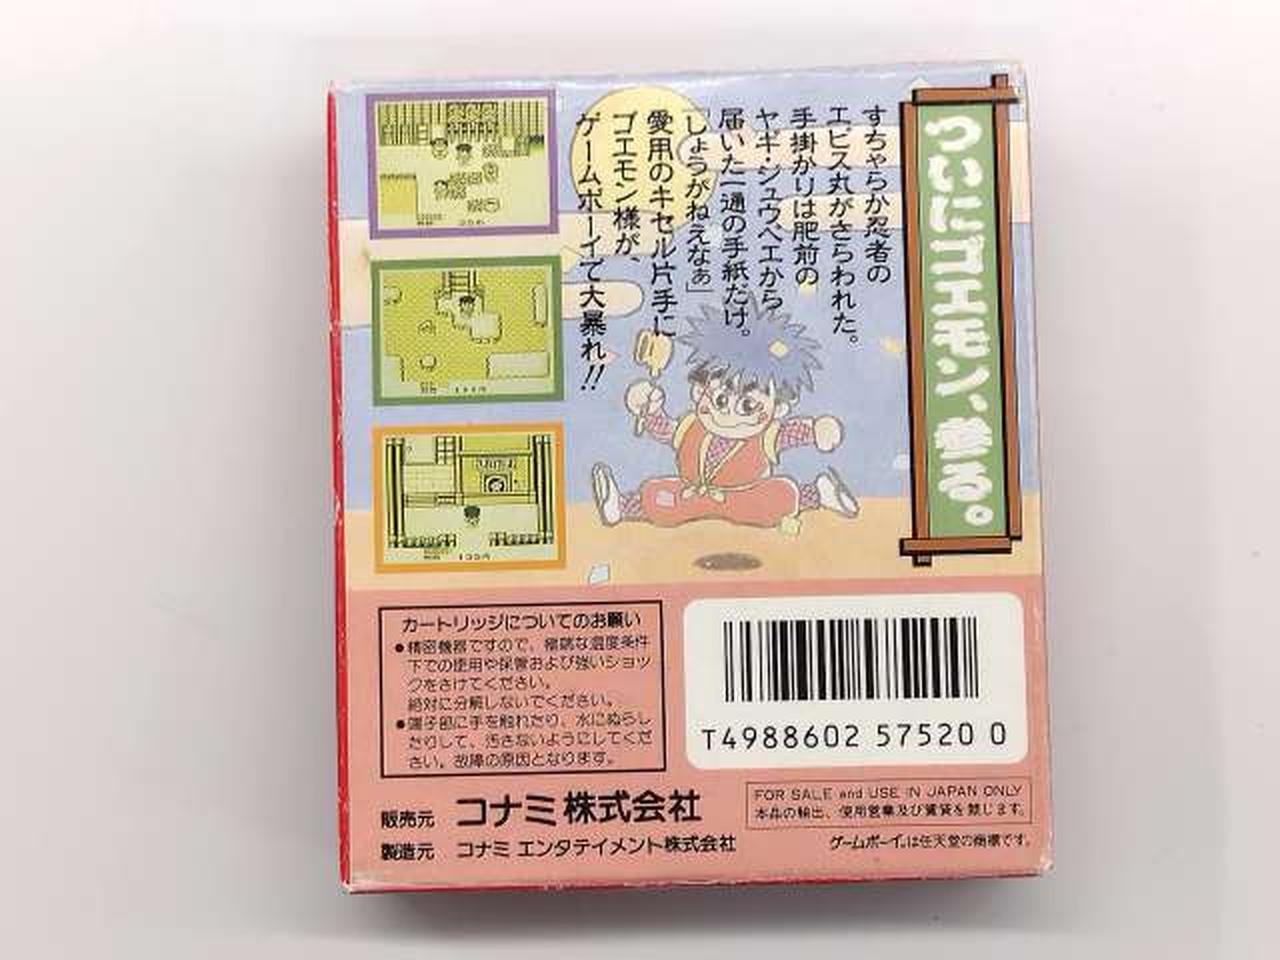 ついにゴエモン、参る。
すちゃらか忍者の
エビス丸がさらわれた。
手掛かりは肥前の
ヤギ・ジュウベエから
届いた一通の手紙だけ。
「しょうがねえなぁ」
愛用のキセル片手に
ゴエモン様が、
ゲームボーイで大暴れ!!
カートリッジについてのお願い
●精密機器ですので、極端な温度条件
下での使用や保管および強いショッ
クをさけてください。
絶対に分解しないでください。
●端子部に手を触れたり、水にぬらし
たりして、汚さないようにしてくだ
さい。故障の原因となります。
T4988602 57520 0
販売元 コナミ株式会社
製造元 コナミ エンタテイメント株式会社
FOR SALE and USE IN JAPAN ONLY
本品の輸出、使用営業及び賃貸を禁じます。
ゲームボーイは任天堂の商標です。